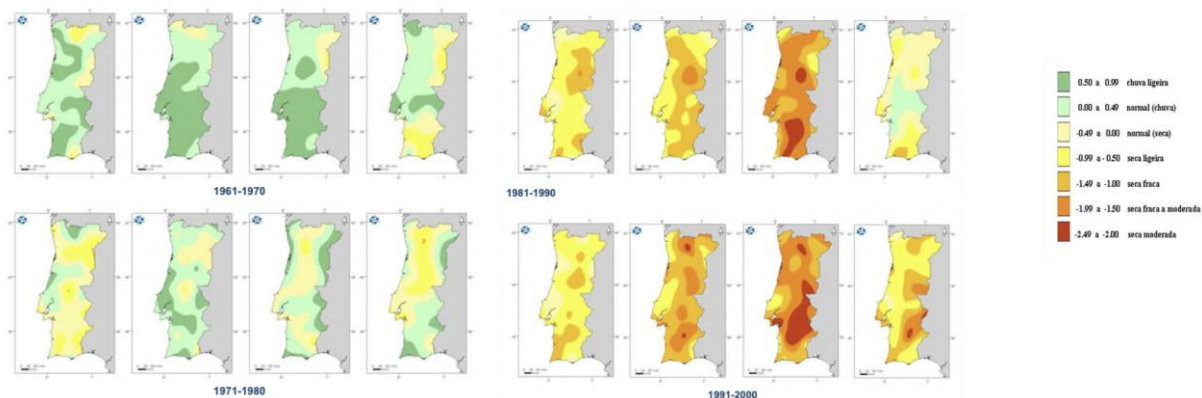 1961-1970
1981-1990
0.50 a 0.99 chuva ligeira
0.00 a 0.49 normal (chuva)
-0.49 a 0.00 normal (seca)
-0.99 a -0.50 seca ligeira
-1.49 a -1.00 seca fraca
-1.99 a -1.50 seca fraca a moderada
-2.49 a -2.00 seca moderada
1971-1980
1991-2000